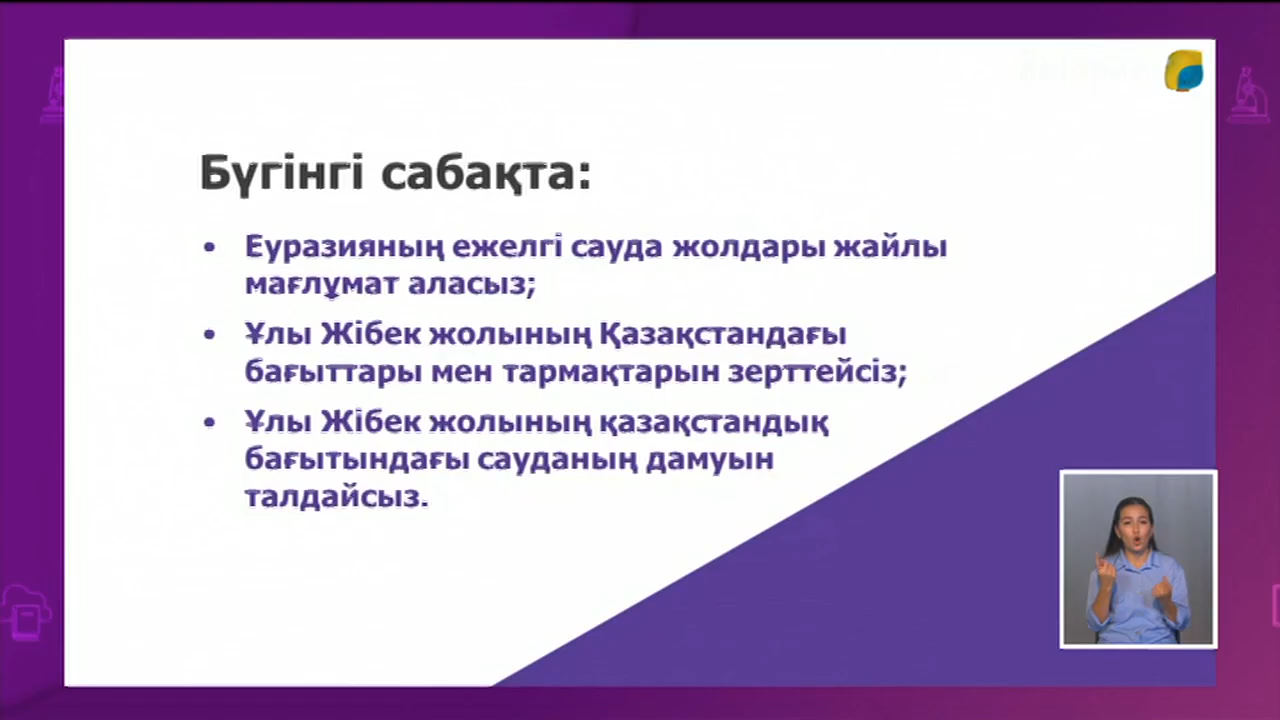 Бүгінгі сабақта:
• Еуразияның ежелгі сауда жолдары жайлы
мағлұмат аласыз;
• Ұлы Жібек жолының Қазақстандағы
бағыттары мен тармақтарын зерттейсіз;
• Ұлы Жібек жолының қазақстандық
бағытындағы сауданың дамуын
талдайсыз.